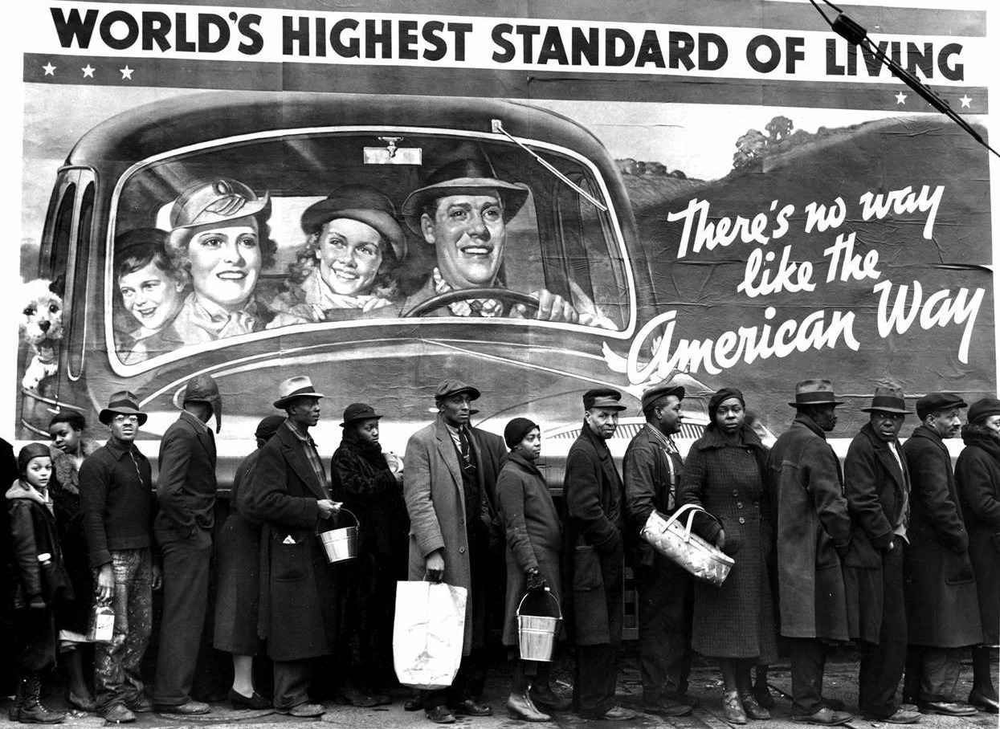 WORLD'S HIGHEST STANDARD OF LIVING
There's no way
like the
American Way